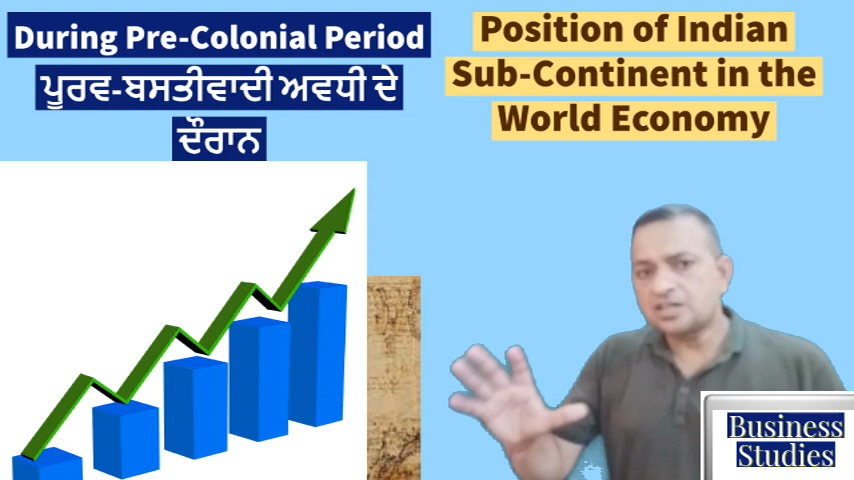 During Pre-Colonial Period
ਪੂਰਵ-ਬਸਤੀਵਾਦੀ ਅਵਧੀ ਦੇ
ਦੌਰਾਨ
Position of Indian
Sub-Continent in the
World Economy
Business
Studies